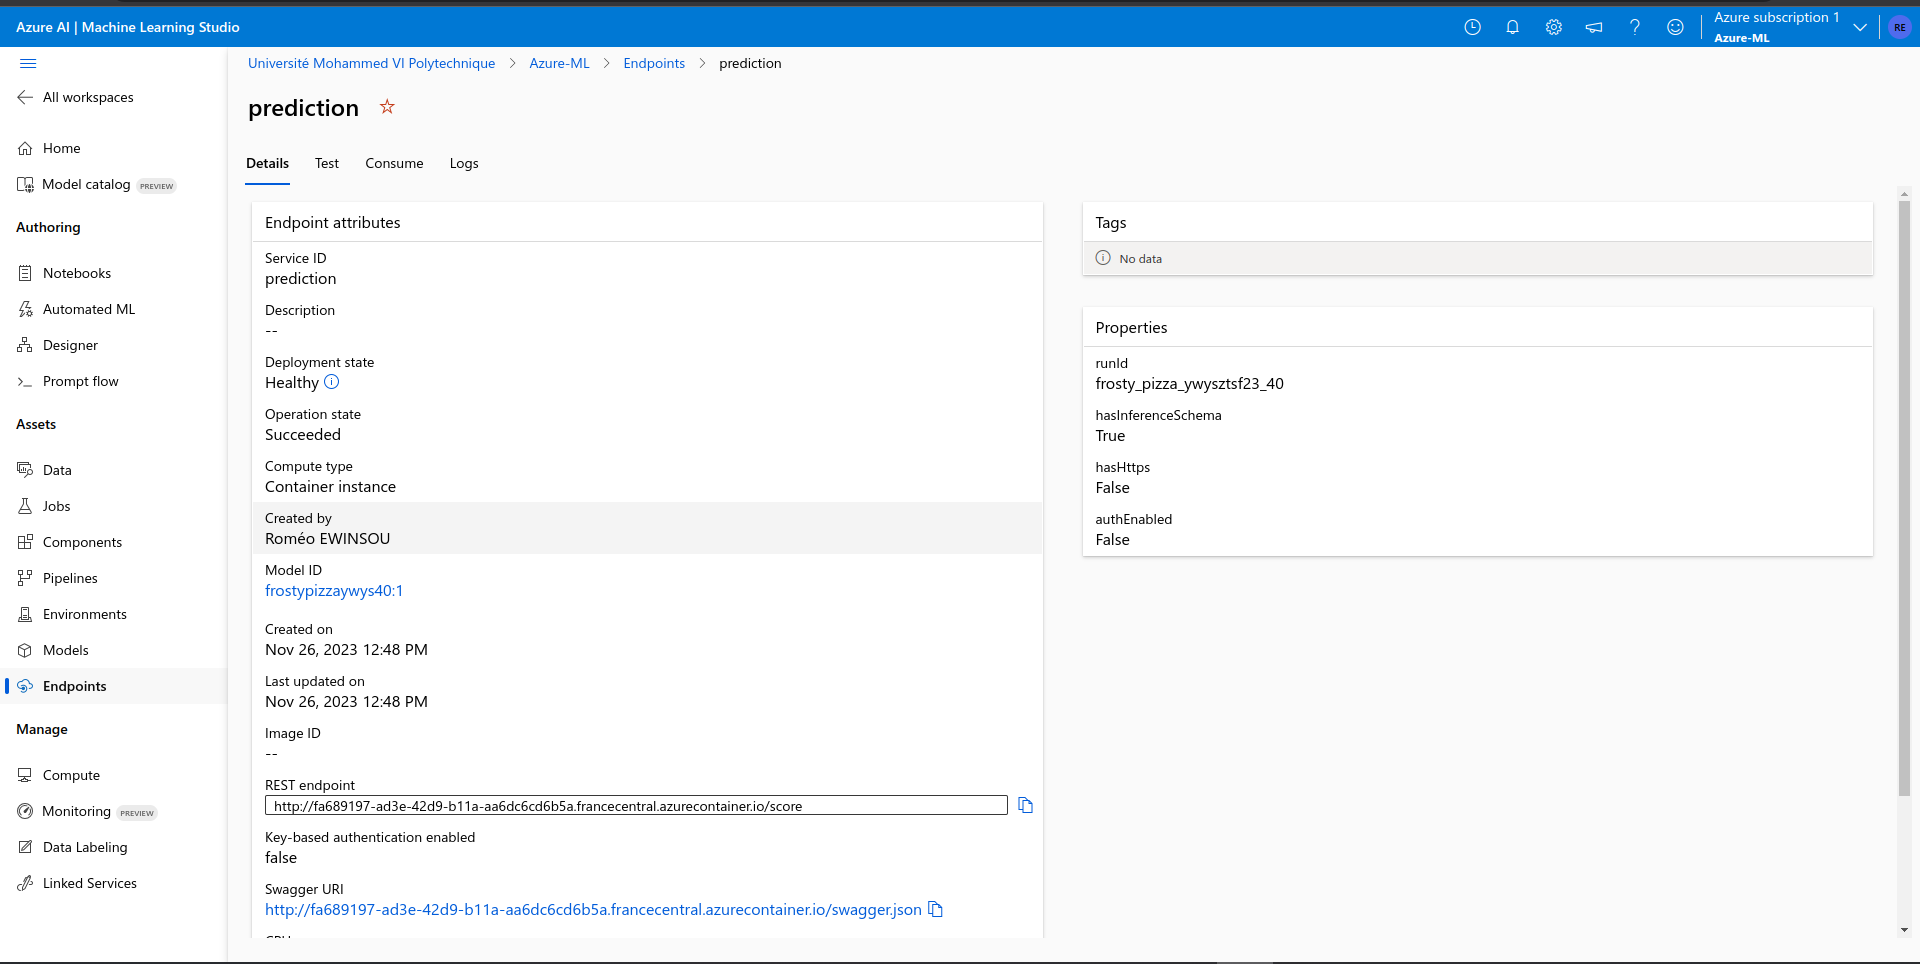 Azure AI | Machine Learning Studio
Azure subscription 1
Azure-ML
RE
All workspaces
Home
Model catalog PREVIEW
Authoring
Notebooks
Automated ML
Designer
Prompt flow
Assets
Data
Jobs
Components
Pipelines
Environments
Models
Endpoints
Manage
Compute
Monitoring PREVIEW
Data Labeling
Linked Services
Université Mohammed VI Polytechnique > Azure-ML > Endpoints > prediction
prediction
Details Test Consume Logs
Endpoint attributes
Service ID
prediction
Description
--
Deployment state
Healthy
Operation state
Succeeded
Compute type
Container instance
Created by
Roméo EWINSOU
Model ID
frostypizzaywys40:1
Created on
Nov 26, 2023 12:48 PM
Last updated on
Nov 26, 2023 12:48 PM
Image ID
--
REST endpoint
http://fa689197-ad3e-42d9-b11a-aa6dc6cd6b5a.francecentral.azurecontainer.io/score
Key-based authentication enabled
false
Swagger URI
http://fa689197-ad3e-42d9-b11a-aa6dc6cd6b5a.francecentral.azurecontainer.io/swagger.json
Tags
No data
Properties
runId
frosty_pizza_ywysztsf23_40
hasInferenceSchema
True
hasHttps
False
authEnabled
False